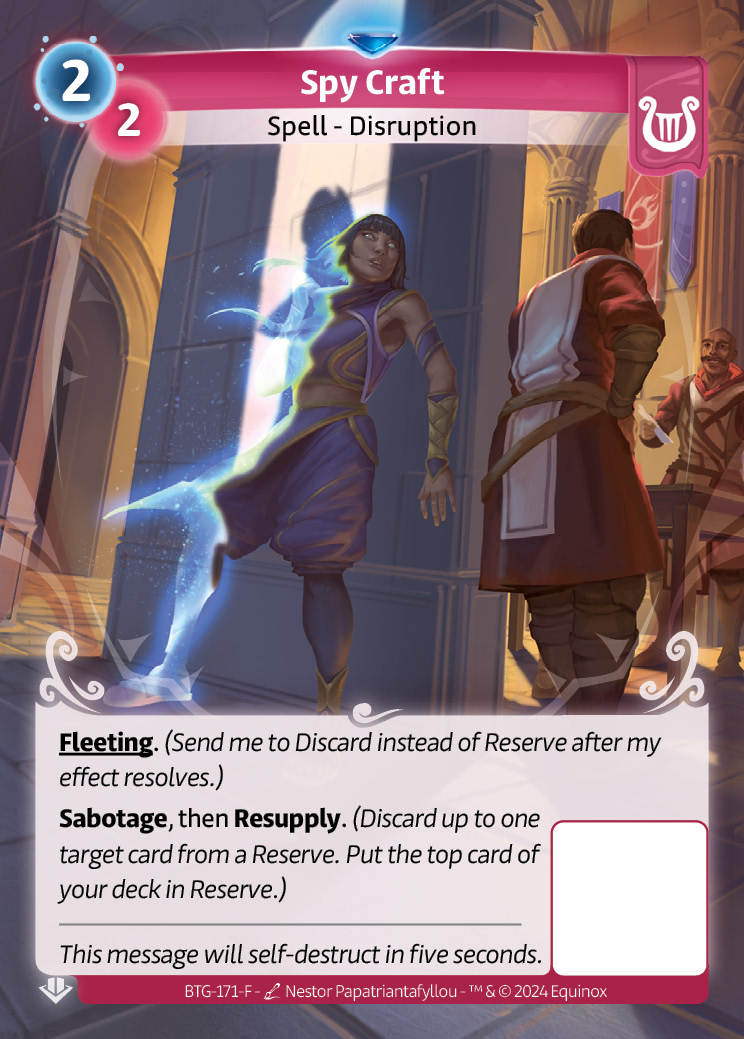 2
Spy Craft
2
Spell - Disruption
Fleeting. (Send me to Discard instead of Reserve after my
effect resolves.)
Sabotage, then Resupply. (Discard up to one
target card from a Reserve. Put the top card of
your deck in Reserve.)
This message will self-destruct in five seconds.
BTG-171-F - Nestor Papatriantafyllou - ™ & © 2024 Equinox